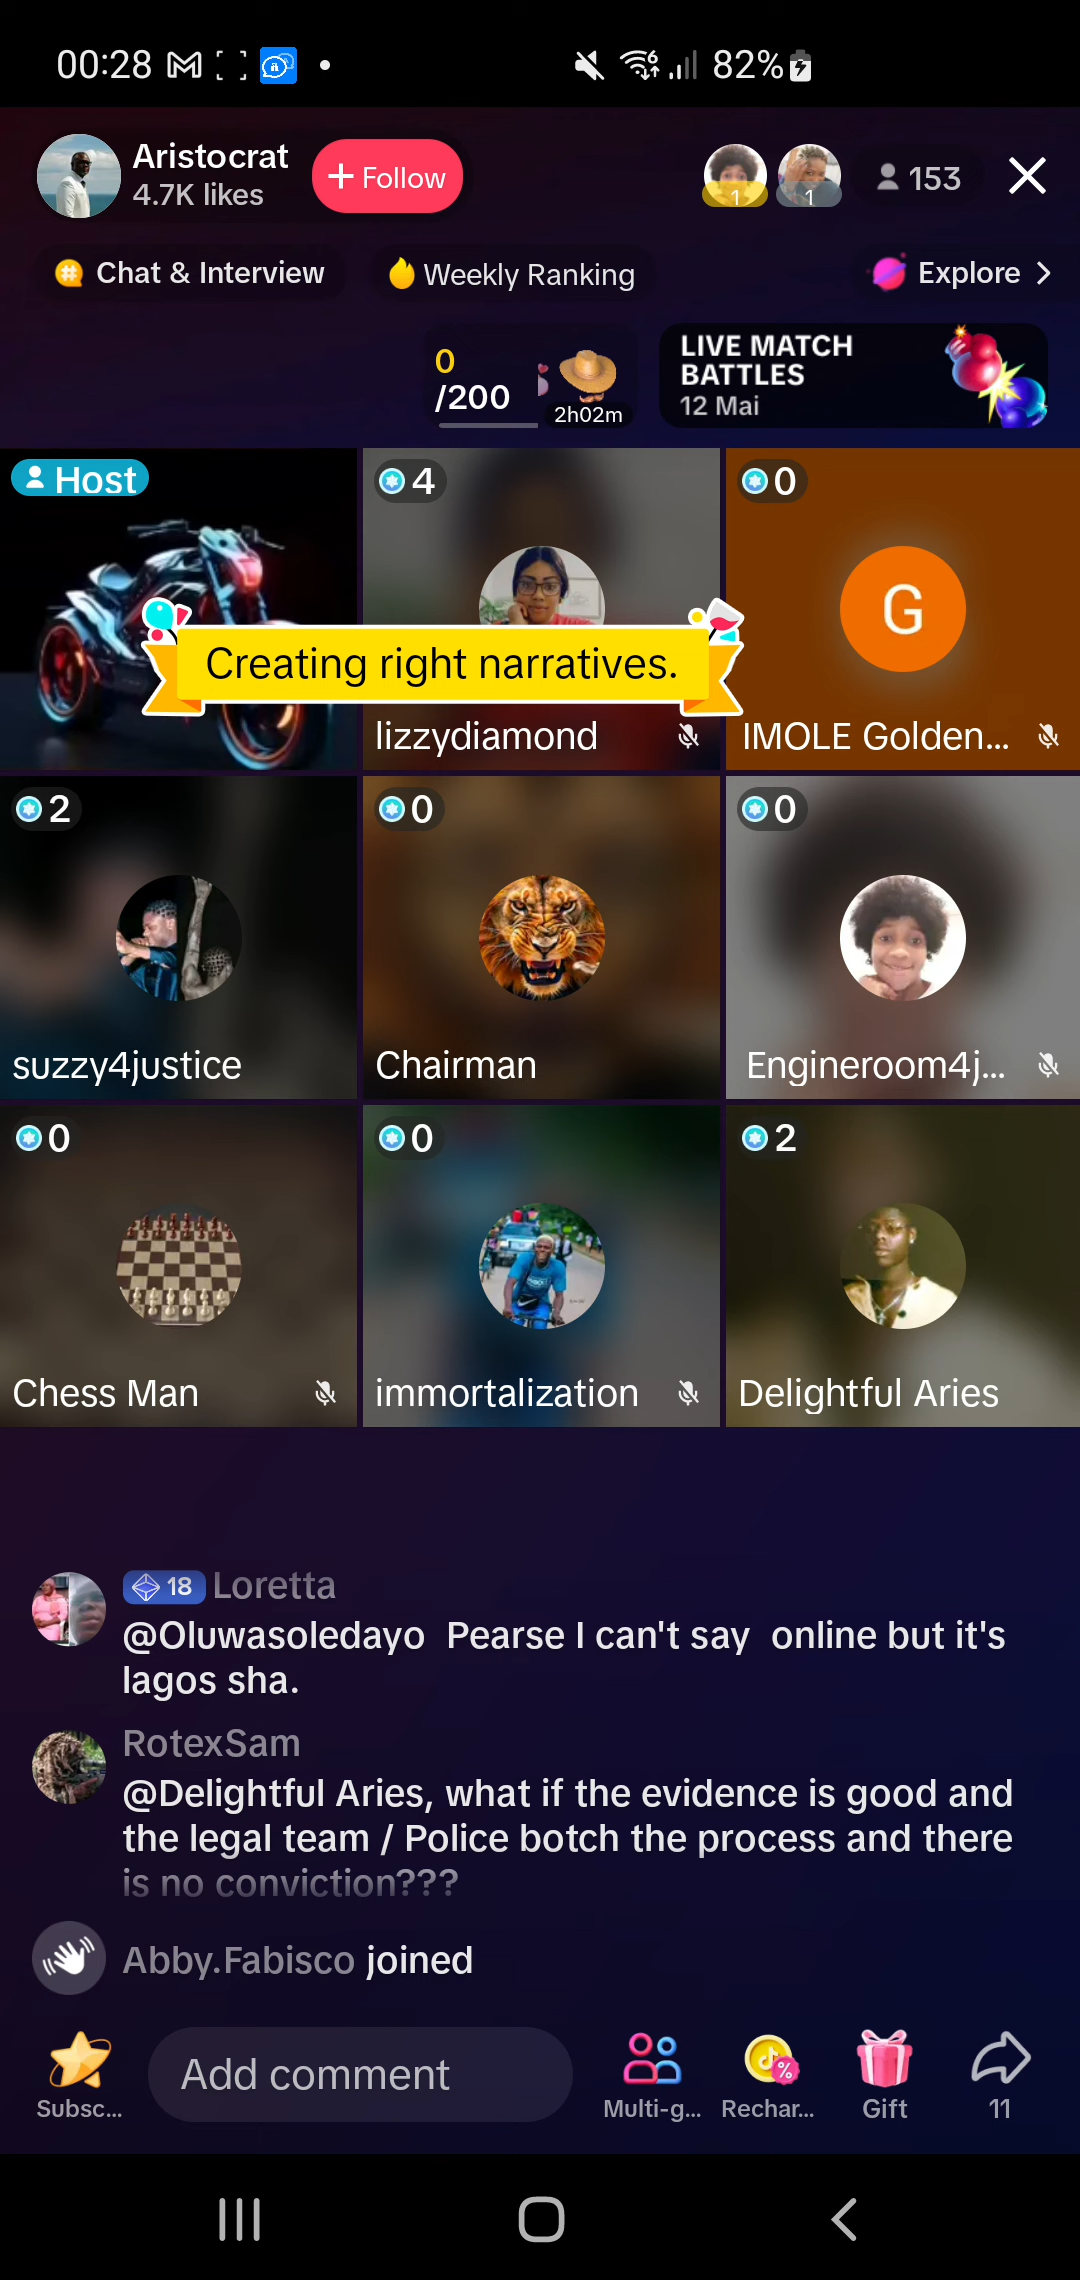 00:28
82%
Aristocrat
4.7K likes
+ Follow
1
1
153
Chat & Interview
Weekly Ranking
Explore
0
/200
2h02m
LIVE MATCH
BATTLES
12 Mai
Host
4
0
Creating right narratives.
G
lizzydiamond
IMOLE Golden...
2
0
0
suzzy4justice
Chairman
Engineroom4j...
0
0
2
Chess Man
immortalization
Delightful Aries
18 Loretta
@Oluwasoledayo Pearse I can't say online but it's
lagos sha.
RotexSam
@Delightful Aries, what if the evidence is good and
the legal team / Police botch the process and there
is no conviction???
Abby.Fabisco joined
Add comment
Subsc...
Multi-g...
Rechar...
Gift
11